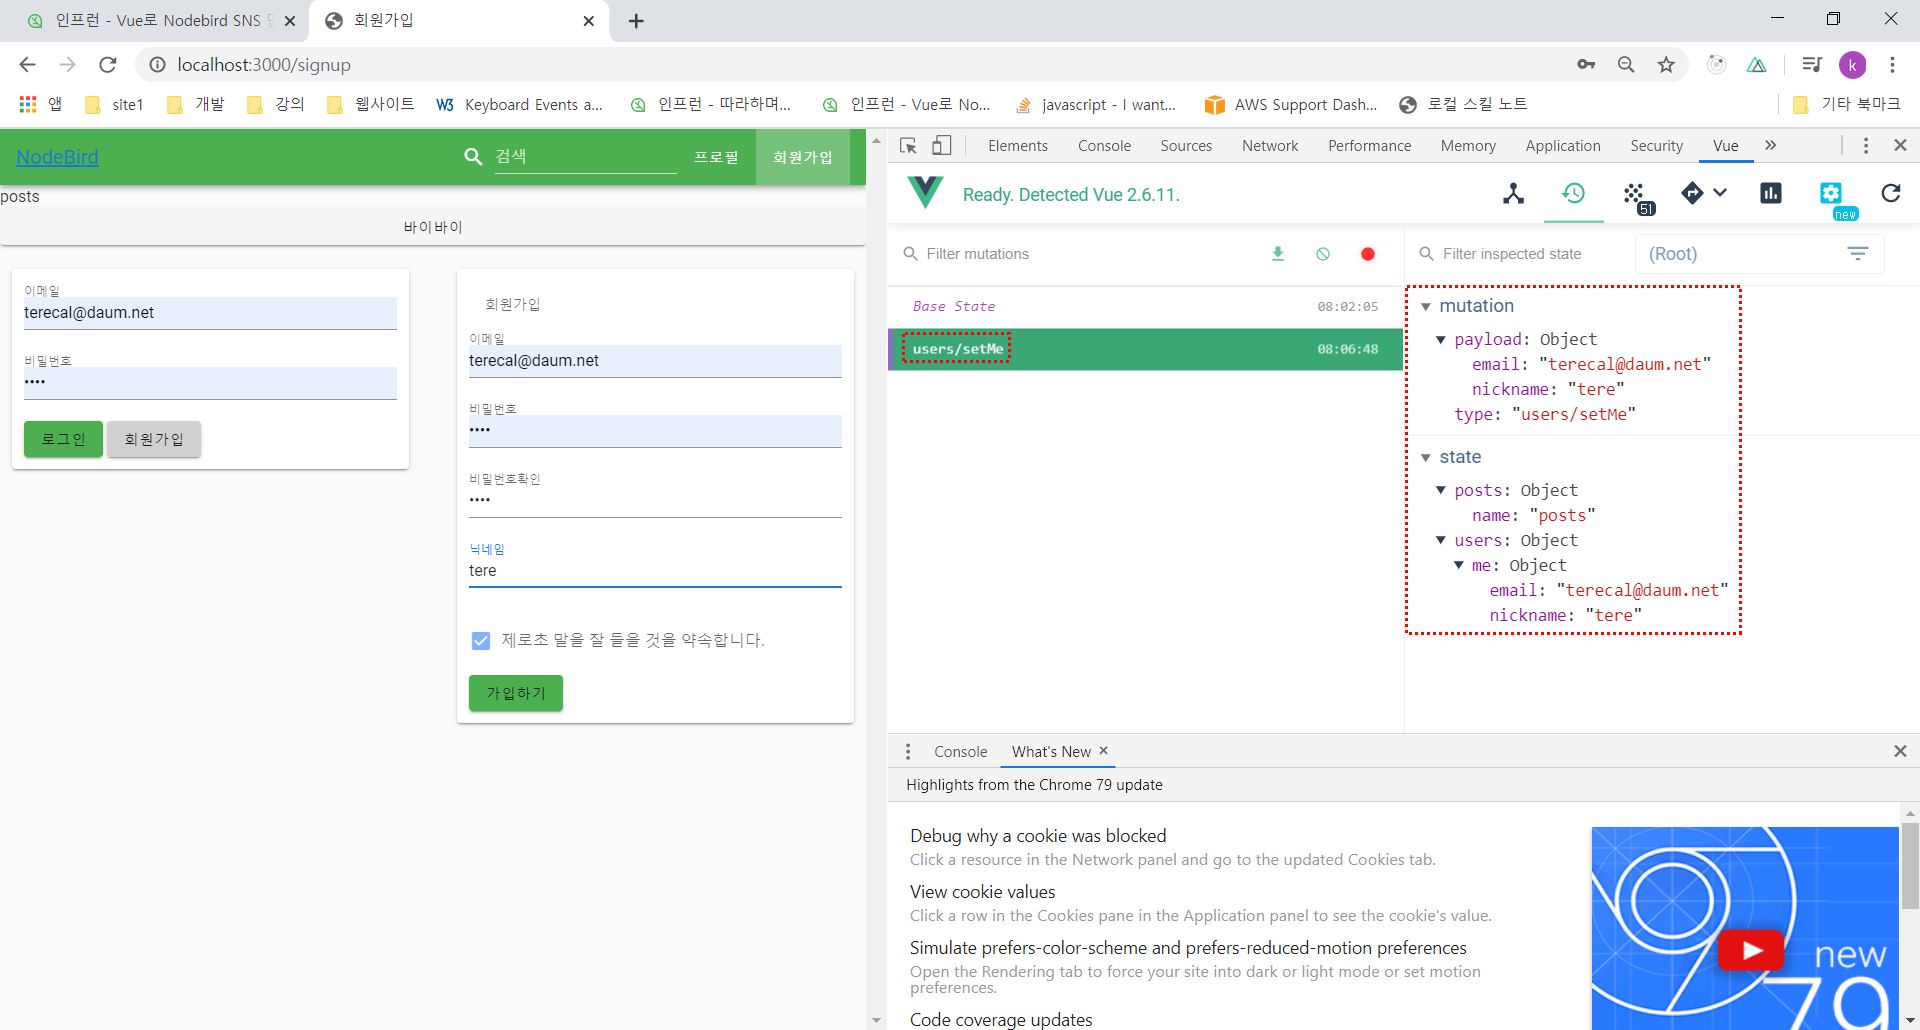 인프런 - Vue로 Nodebird SNS
회원가입
localhost:3000/signup
k
앱
site1
개발
강의
웹사이트
W3 Keyboard Events a...
인프런 - 따라하며...
인프런 - Vue로 No...
javascript - I want...
AWS Support Dash...
로컬 스킬 노트
기타 북마크
NodeBird
검색
프로필
회원가입
posts
바이바이
이메일
terecal@daum.net
비밀번호
••••
로그인
회원가입
회원가입
이메일
terecal@daum.net
비밀번호
••••
비밀번호확인
••••
닉네임
tere
제로초 말을 잘 들을 것을 약속합니다.
가입하기
Elements
Console
Sources
Network
Performance
Memory
Application
Security
Vue
»
Ready. Detected Vue 2.6.11.
51
new
Filter mutations
Base State 08:02:05
users/setMe 08:06:48
Filter inspected state
(Root)
mutation
payload: Object
email: "terecal@daum.net"
nickname: "tere"
type: "users/setMe"
state
posts: Object
name: "posts"
users: Object
me: Object
email: "terecal@daum.net"
nickname: "tere"
Console
What's New
Highlights from the Chrome 79 update
Debug why a cookie was blocked
Click a resource in the Network panel and go to the updated Cookies tab.
View cookie values
Click a row in the Cookies pane in the Application panel to see the cookie's value.
Simulate prefers-color-scheme and prefers-reduced-motion preferences
Open the Rendering tab to force your site into dark or light mode or set motion
preferences.
Code coverage updates
new
79